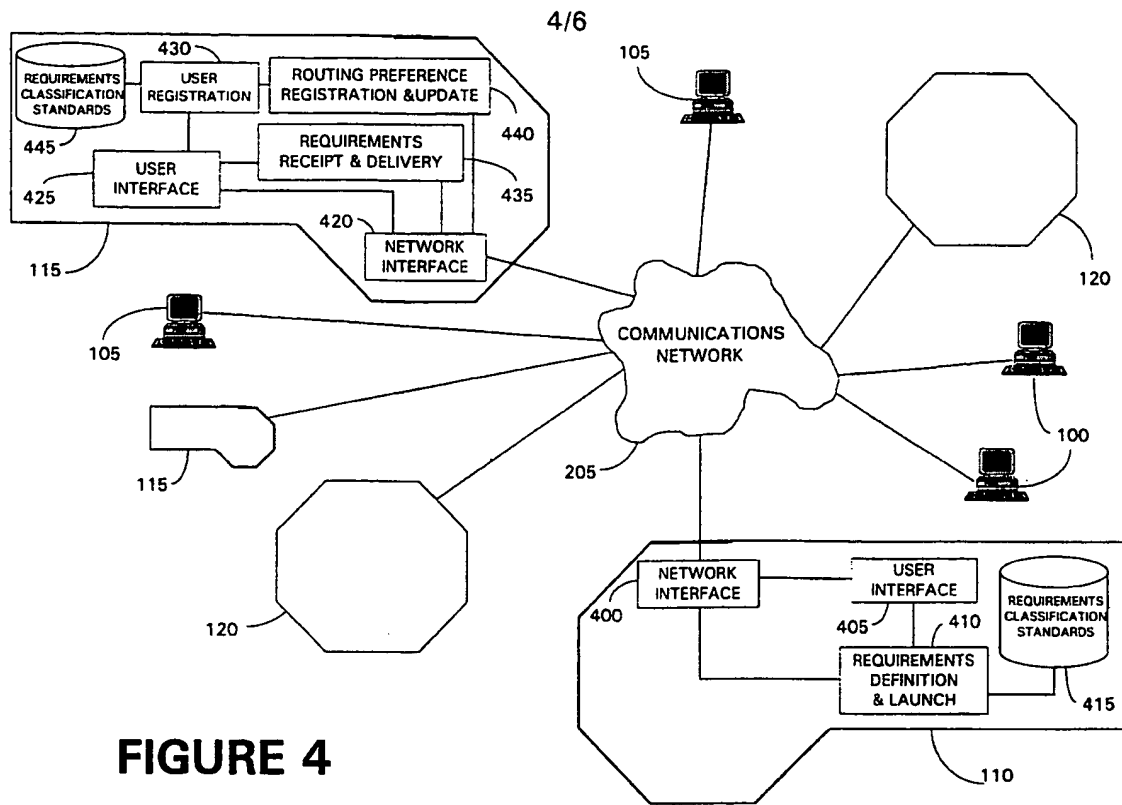 4/6
430
REQUIREMENTS
CLASSIFICATION
STANDARDS
USER
REGISTRATION
ROUTING PREFERENCE
REGISTRATION &UPDATE
105
445
440
REQUIREMENTS
RECEIPT & DELIVERY
425
USER
INTERFACE
435
420
NETWORK
INTERFACE
115
120
105
COMMUNICATIONS
NETWORK
100
115
205
120
NETWORK
INTERFACE
400
USER
INTERFACE
405
410
REQUIREMENTS
CLASSIFICATION
STANDARDS
REQUIREMENTS
DEFINITION
& LAUNCH
415
FIGURE 4
110